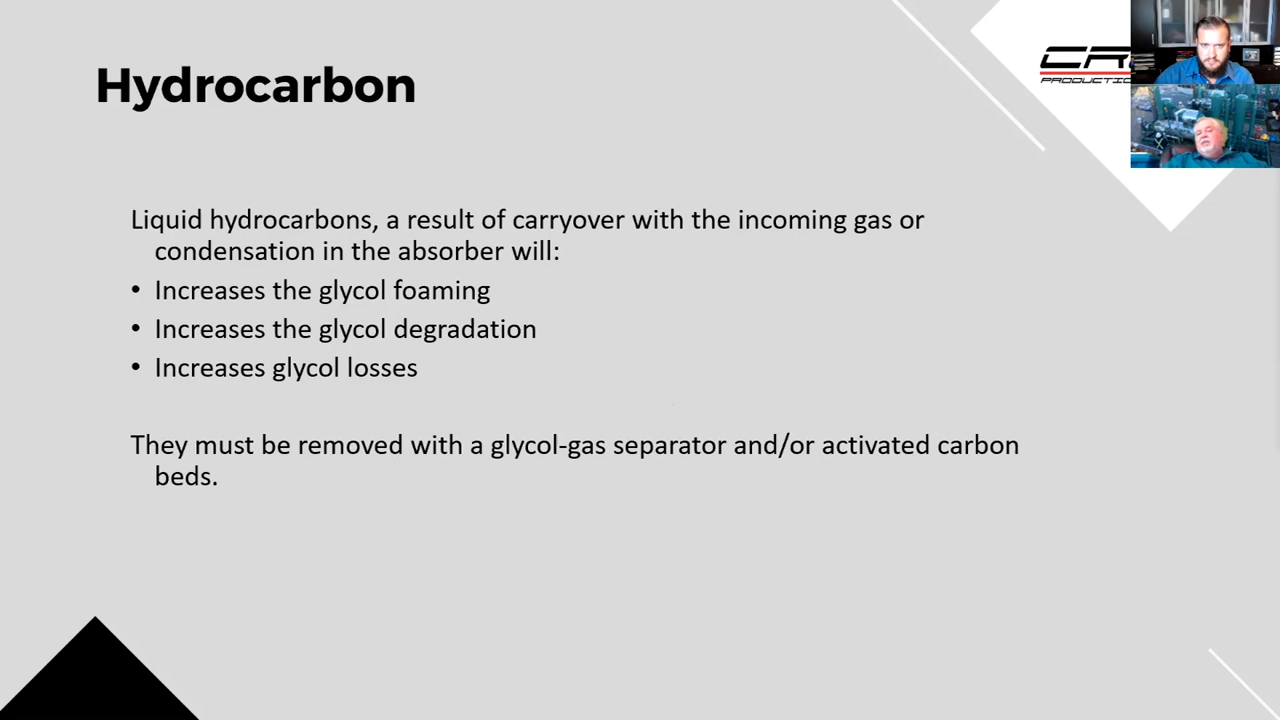 Hydrocarbon
Liquid hydrocarbons, a result of carryover with the incoming gas or
condensation in the absorber will:
• Increases the glycol foaming
• Increases the glycol degradation
• Increases glycol losses
They must be removed with a glycol-gas separator and/or activated carbon
beds.